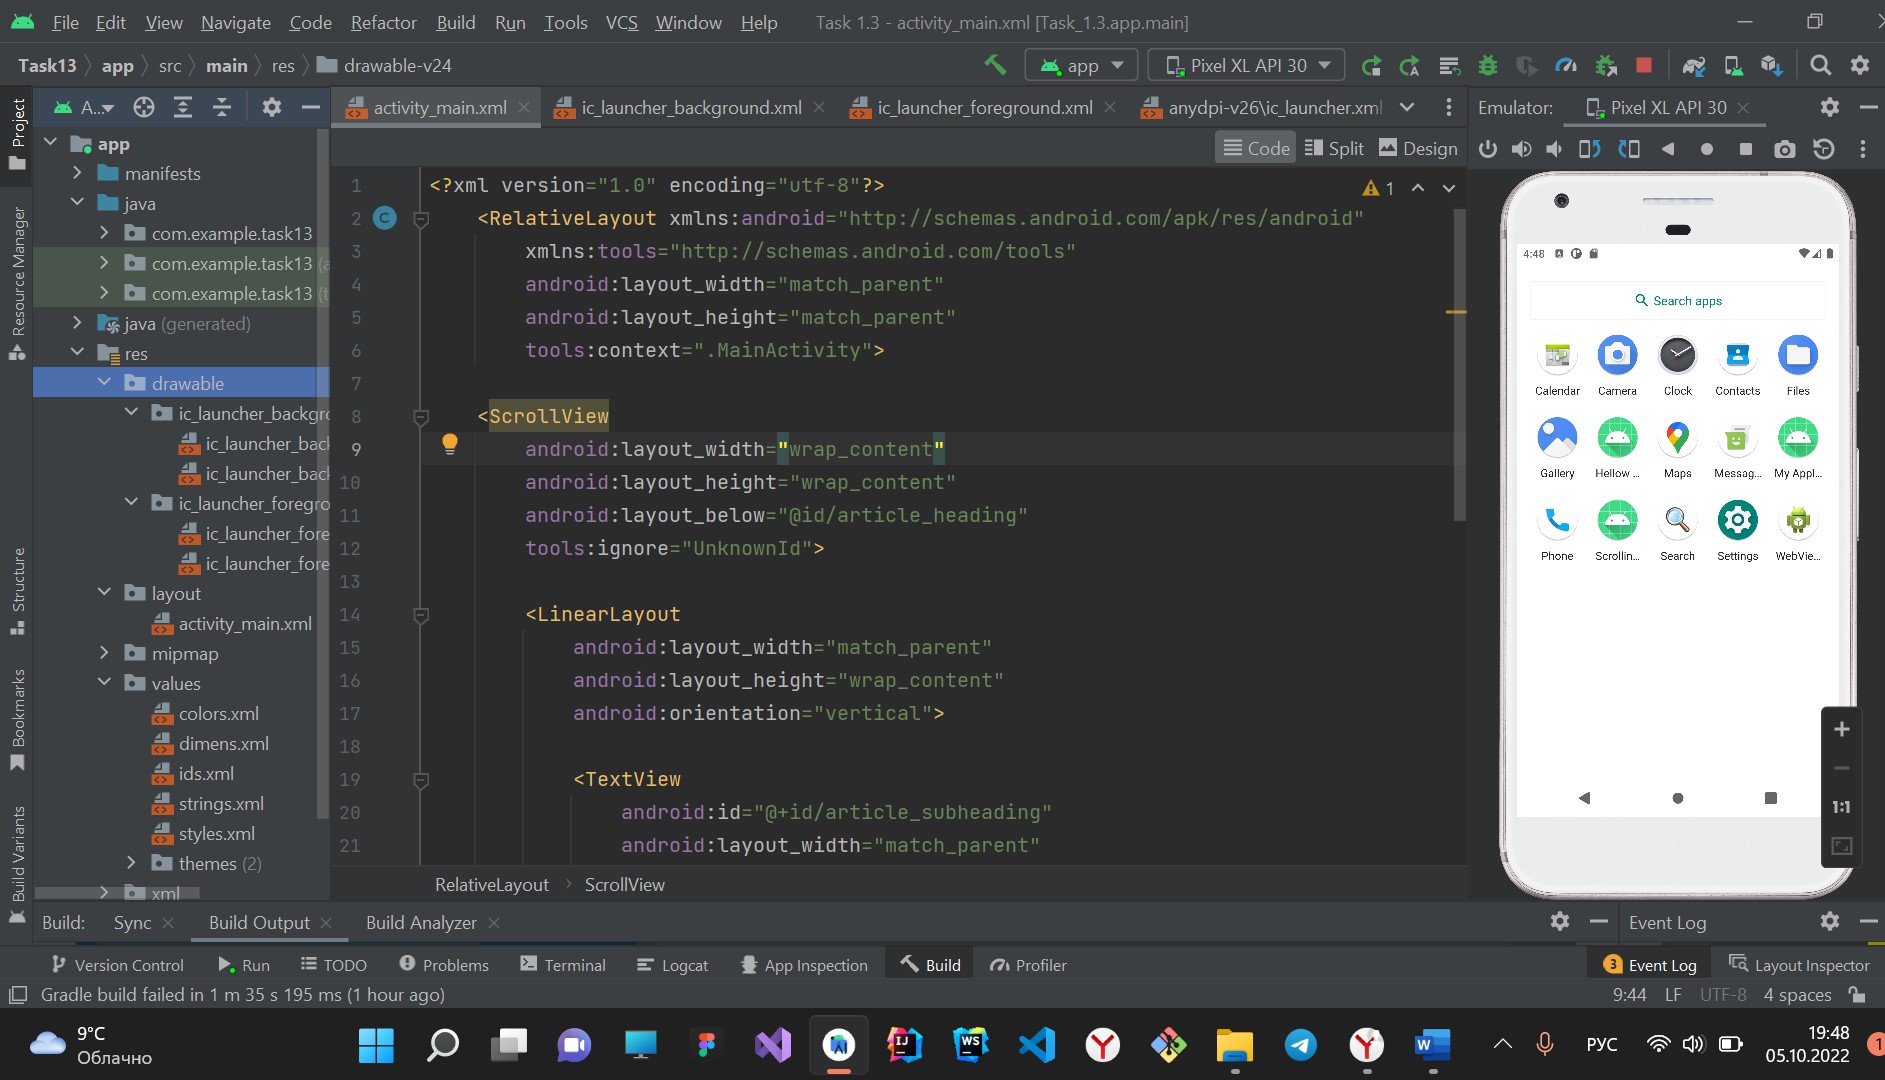 File Edit View Navigate Code Refactor Build Run Tools VCS Window Help Task 1.3 - activity_main.xml [Task_1.3.app.main]
Task13 app src main res drawable-v24 app Pixel XL API 30
A... activity_main.xml ic_launcher_background.xml ic_launcher_foreground.xml anydpi-v26\ic_launcher.xml Emulator: Pixel XL API 30
Code Split Design
Project
Resource Manager
Structure
Bookmarks
Build Variants
app
manifests
java
com.example.task13
com.example.task13 (a
com.example.task13 (t
java (generated)
res
drawable
ic_launcher_backgro
ic_launcher_bac
ic_launcher_bac
ic_launcher_foregro
ic_launcher_fore
ic_launcher_fore
layout
activity_main.xml
mipmap
values
colors.xml
dimens.xml
ids.xml
strings.xml
styles.xml
themes (2)
xml
1 <?xml version="1.0" encoding="utf-8"?>
2 C <RelativeLayout xmlns:android="http://schemas.android.com/apk/res/android"
3 xmlns:tools="http://schemas.android.com/tools"
4 android:layout_width="match_parent"
5 android:layout_height="match_parent"
6 tools:context=".MainActivity">
7
8 <ScrollView
9 android:layout_width="wrap_content"
10 android:layout_height="wrap_content"
11 android:layout_below="@id/article_heading"
12 tools:ignore="UnknownId">
13
14 <LinearLayout
15 android:layout_width="match_parent"
16 android:layout_height="wrap_content"
17 android:orientation="vertical">
18
19 <TextView
20 android:id="@+id/article_subheading"
21 android:layout_width="match_parent"
1
RelativeLayout ScrollView
4:48
Search apps
Calendar Camera Clock Contacts Files
Gallery Hellow ... Maps Messag... My Appl...
Phone Scrollin... Search Settings WebVie...
1:1
Build: Sync Build Output Build Analyzer Event Log
Version Control Run TODO Problems Terminal Logcat App Inspection Build Profiler 3 Event Log Layout Inspector
Gradle build failed in 1 m 35 s 195 ms (1 hour ago) 9:44 LF UTF-8 4 spaces
9°C
Облачно
IJ WS Y Y W
РУС
19:48
05.10.2022
1